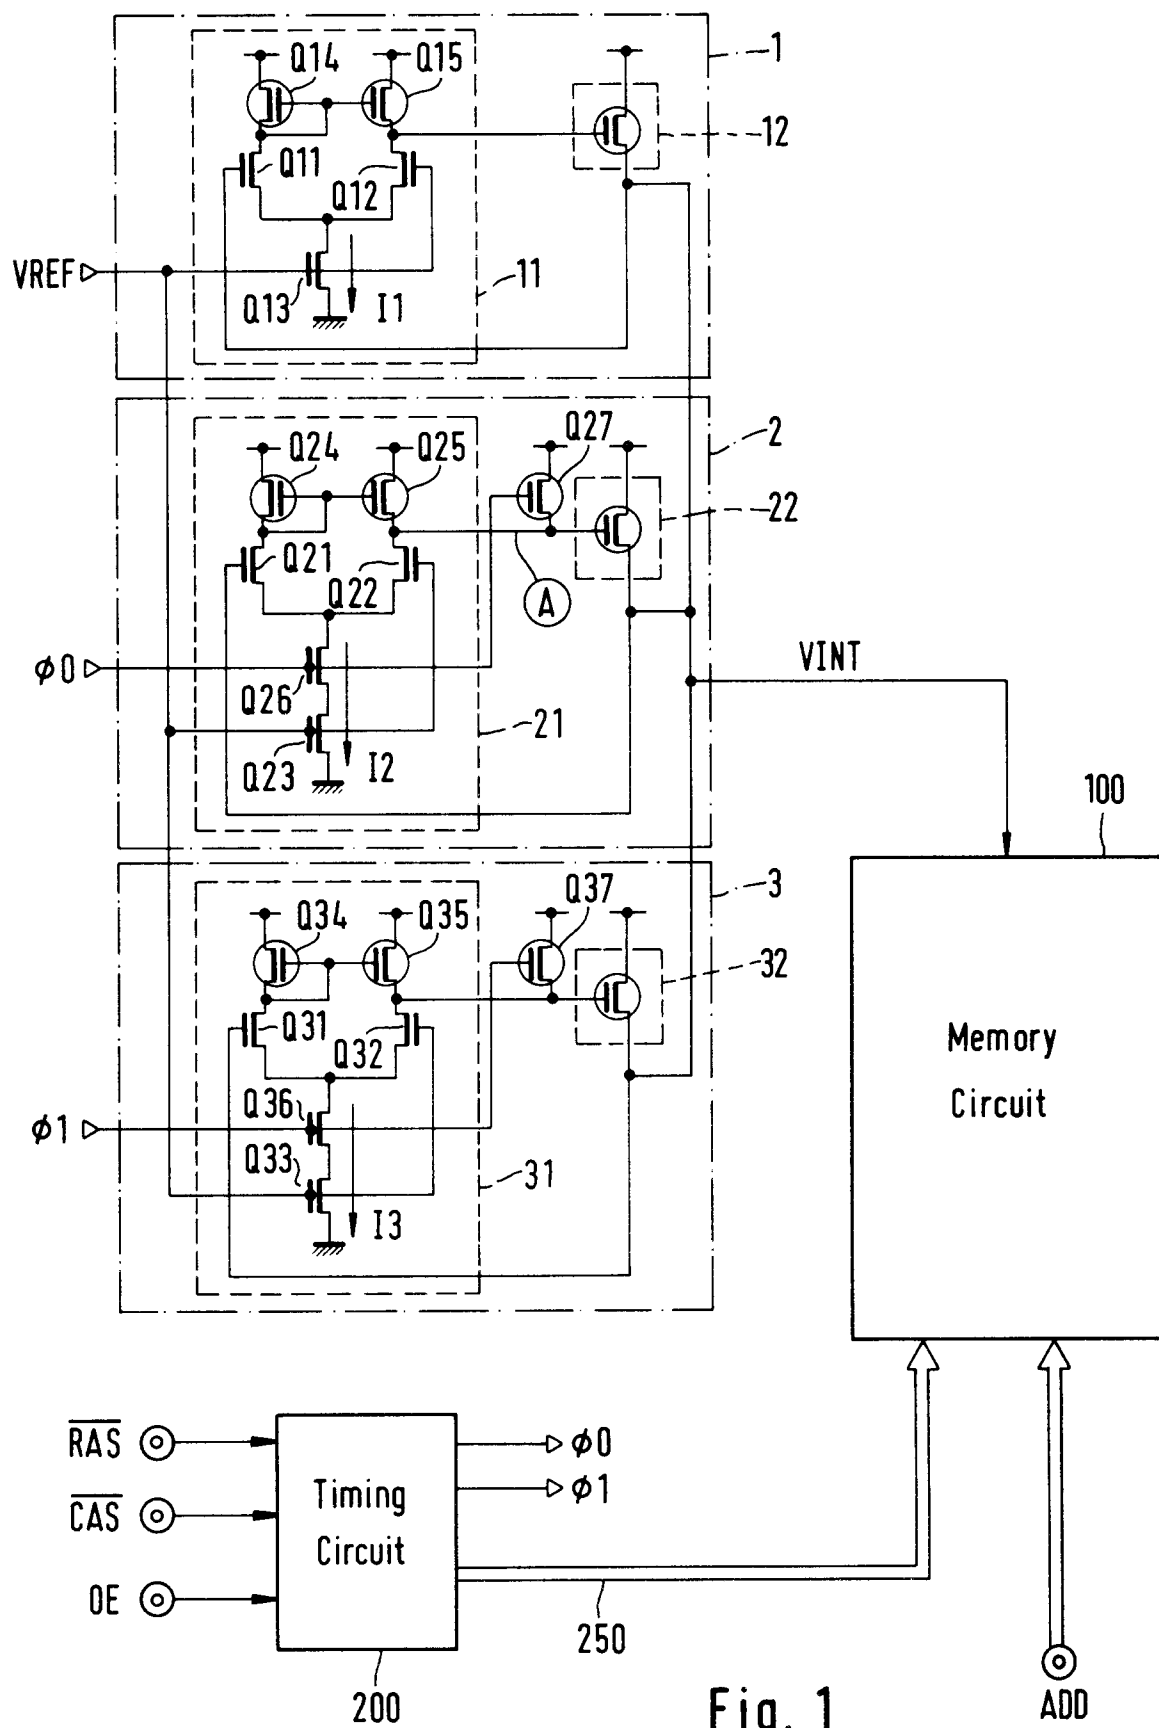 Q14
Q15
1
12
Q11
Q12
VREF
Q13
I1
11
Q24
Q25
Q27
2
22
Q21
Q22
A
VINT
φ0
Q26
21
Q23
I2
100
Q34
Q35
Q37
3
32
Q31
Q32
Memory
Circuit
Q36
φ1
Q33
31
I3
RAS
φ0
φ1
Timing
Circuit
CAS
OE
250
200
ADD
Fig. 1